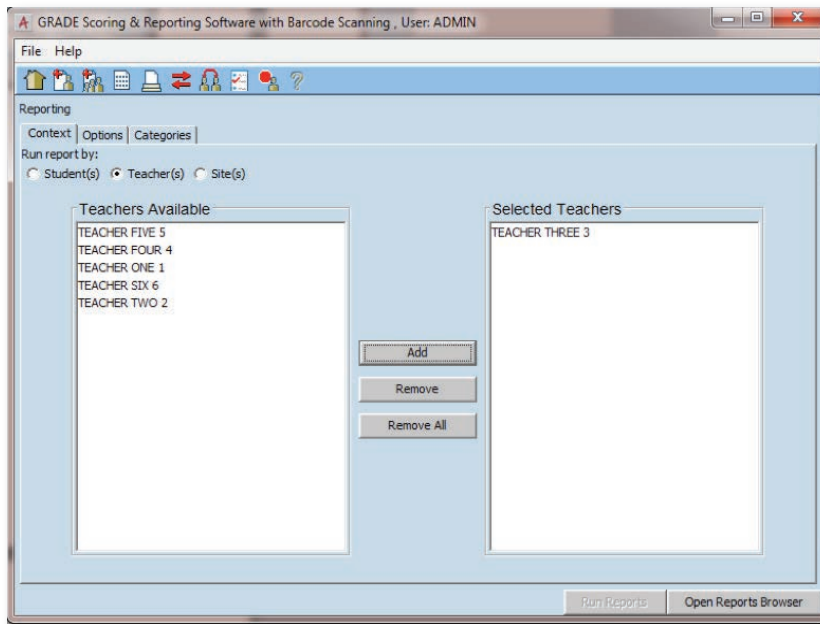 GRADE Scoring & Reporting Software with Barcode Scanning , User: ADMIN
File Help
Reporting
Context Options Categories
Run report by:
Student(s) Teacher(s) Site(s)
Teachers Available
TEACHER FIVE 5
TEACHER FOUR 4
TEACHER ONE 1
TEACHER SIX 6
TEACHER TWO 2
Add
Remove
Remove All
Selected Teachers
TEACHER THREE 3
Run Reports Open Reports Browser